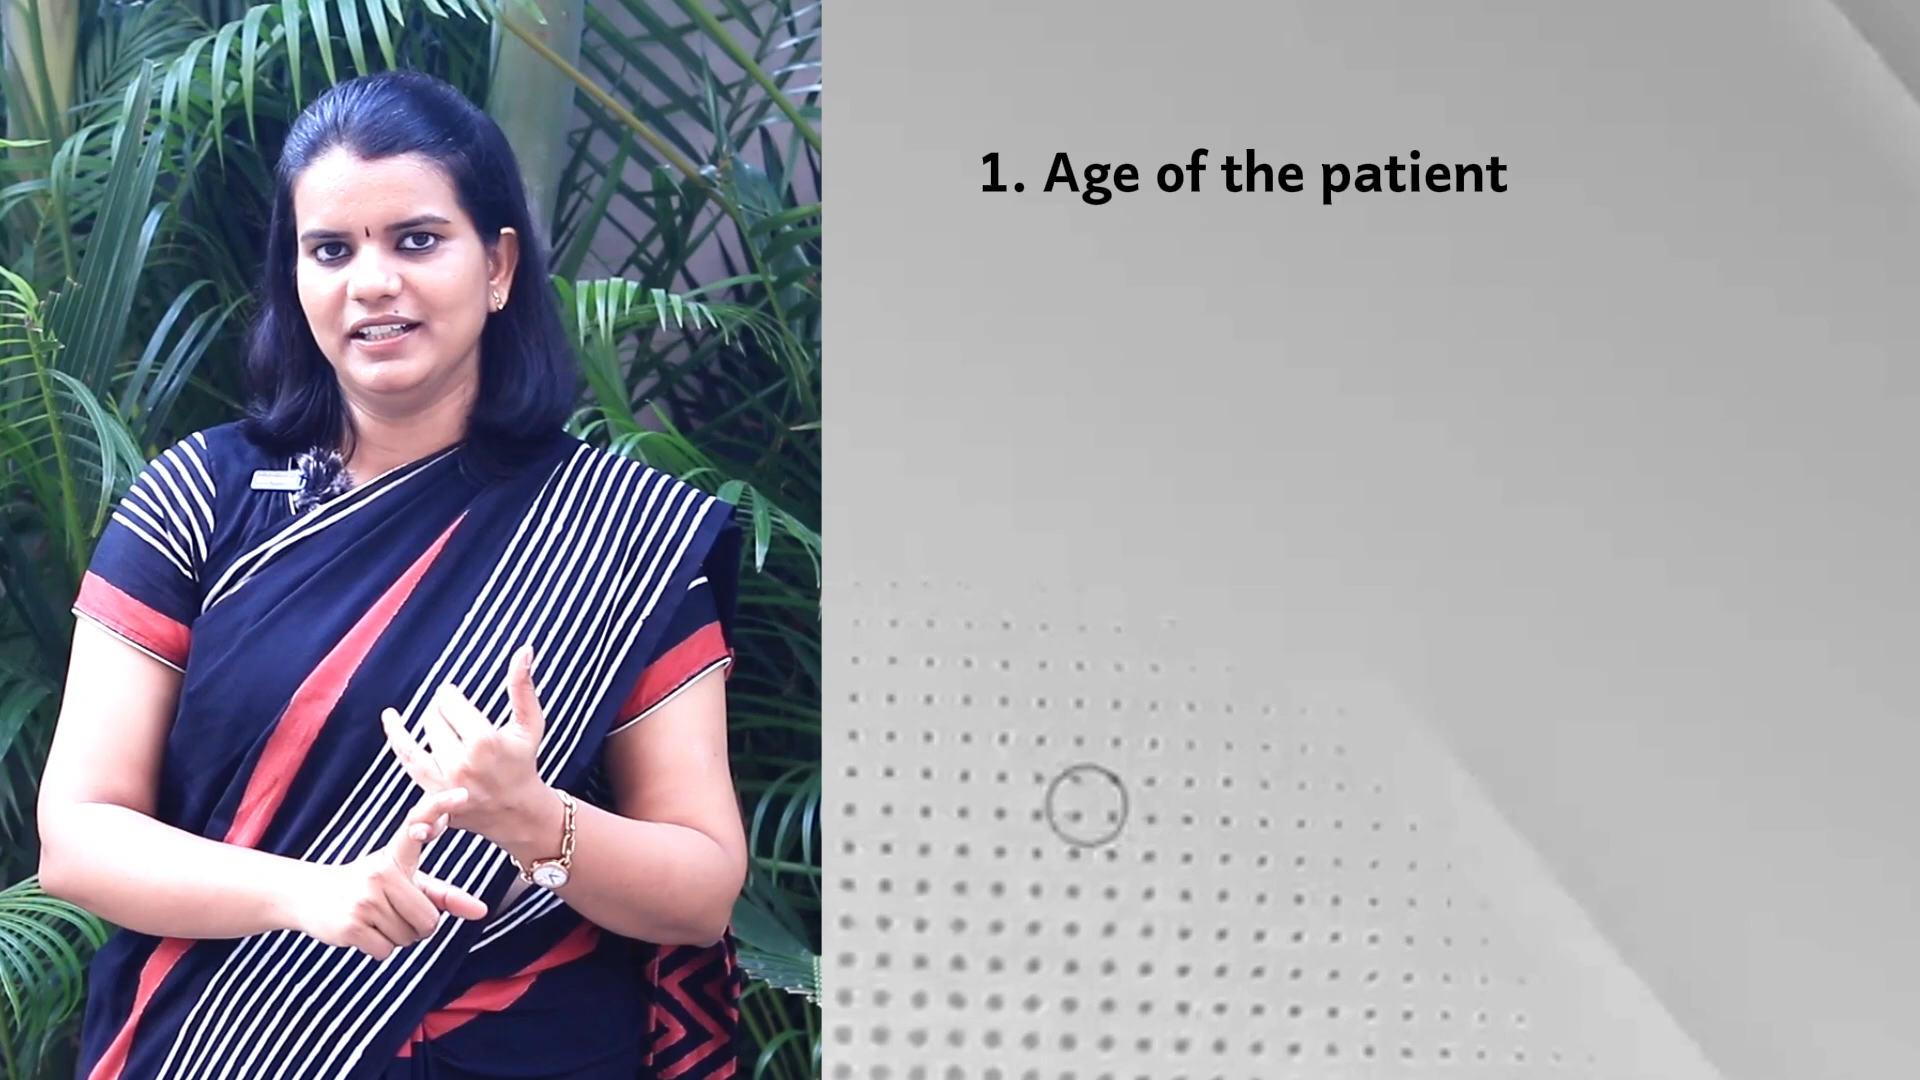 1. Age of the patient